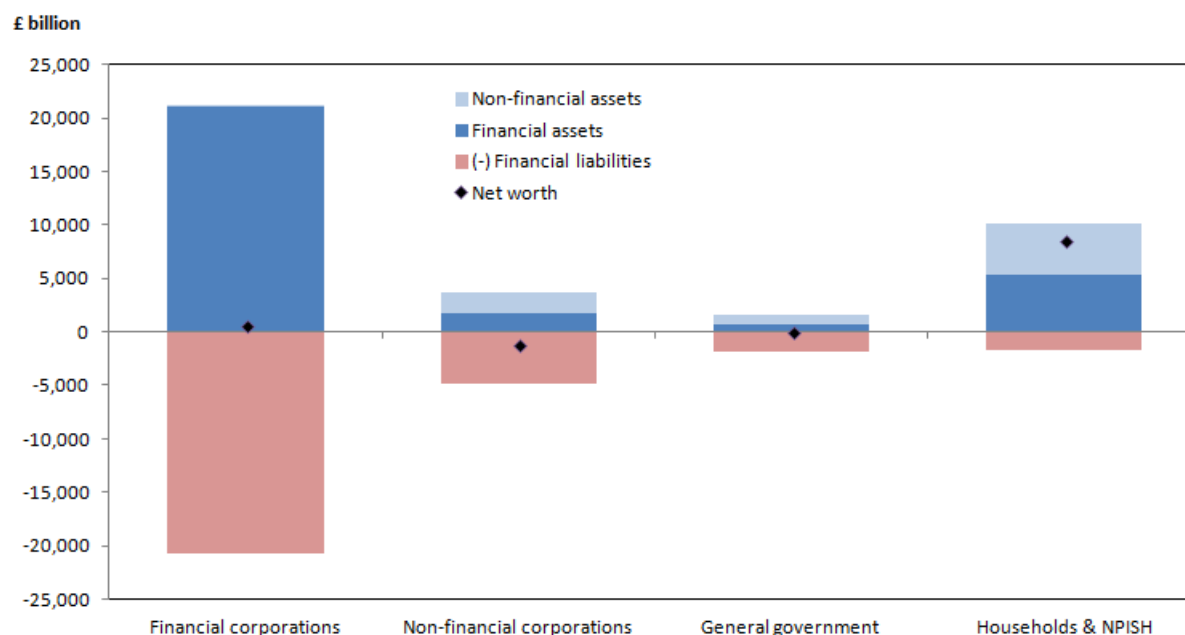 £ billion
25,000
20,000
15,000
10,000
5,000
0
-5,000
-10,000
-15,000
-20,000
-25,000
Non-financial assets
Financial assets
(-) Financial liabilities
Net worth
Financial corporations
Non-financial corporations
General government
Households & NPISH